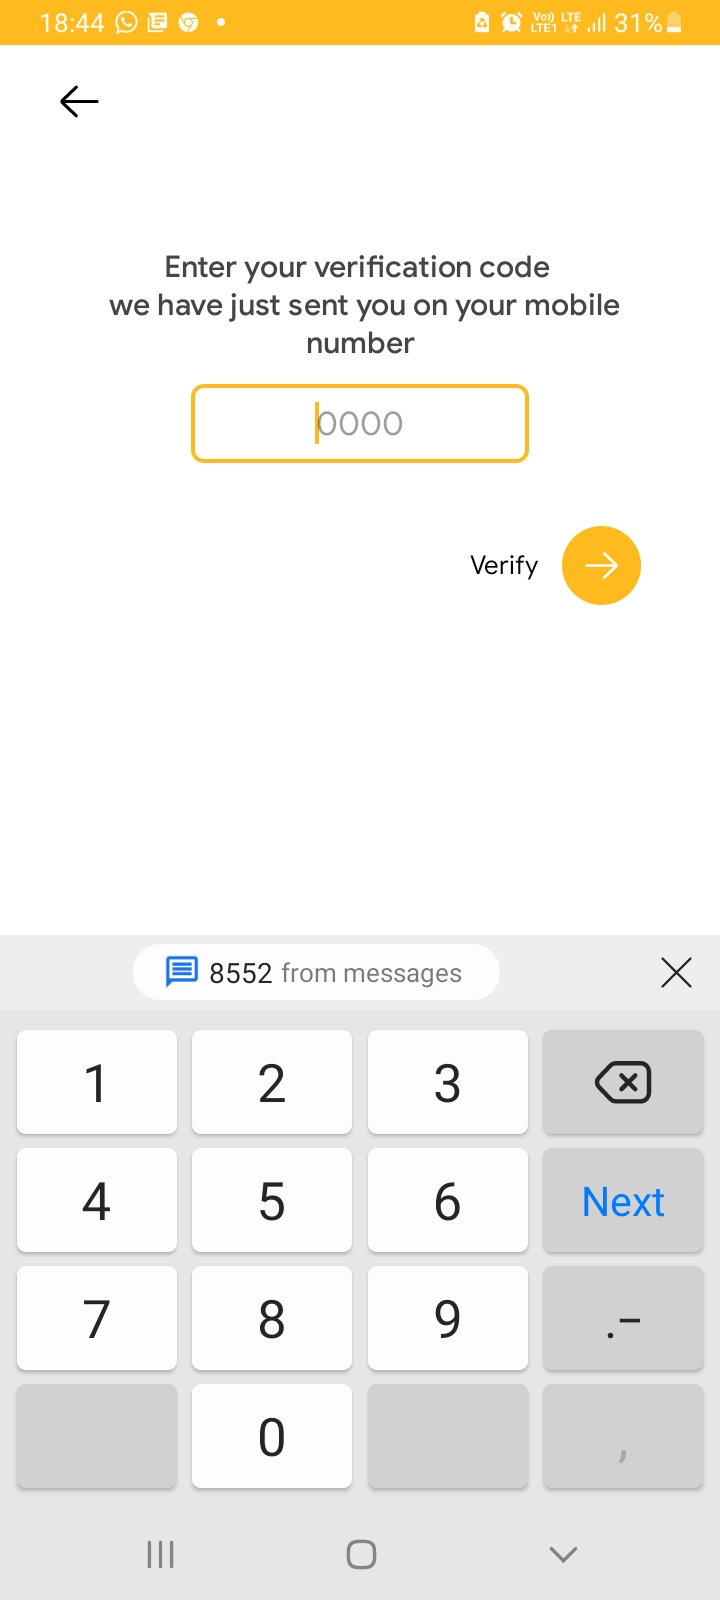 18:44 Vo)) LTE1 LTE 31%
Enter your verification code
we have just sent you on your mobile
number
0000
Verify
8552 from messages
1 2 3
4 5 6 Next
7 8 9 .-
0 ,